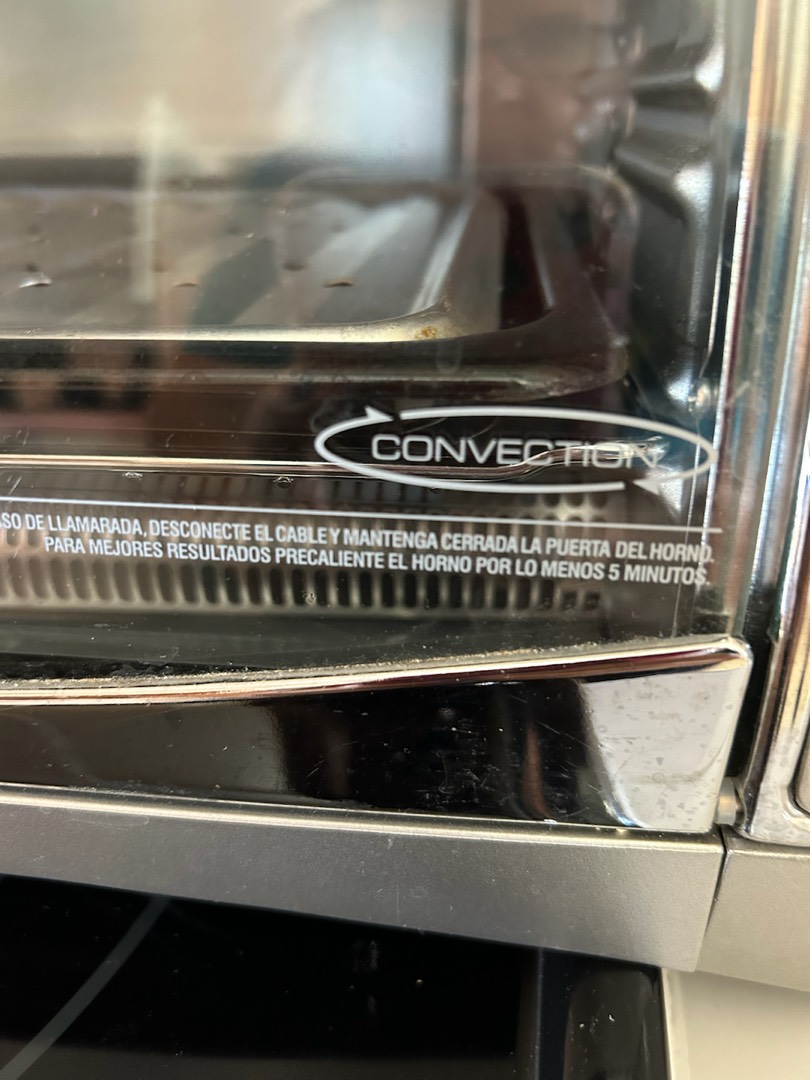 CONVECTION
ASO DE LLAMARADA, DESCONECTE EL CABLE Y MANTENGA CERRADA LA PUERTA DEL HORNO.
PARA MEJORES RESULTADOS PRECALIENTE EL HORNO POR LO MENOS 5 MINUTOS.